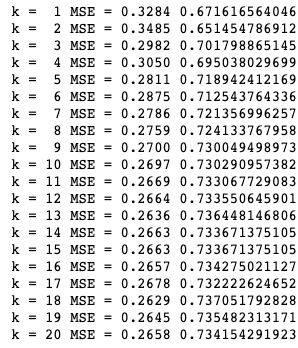 k =  1 MSE = 0.3284 0.671616564046
k =  2 MSE = 0.3485 0.651454786912
k =  3 MSE = 0.2982 0.701798865145
k =  4 MSE = 0.3050 0.695038029699
k =  5 MSE = 0.2811 0.718942412169
k =  6 MSE = 0.2875 0.712543764336
k =  7 MSE = 0.2786 0.721356996257
k =  8 MSE = 0.2759 0.724133767958
k =  9 MSE = 0.2700 0.730049498973
k = 10 MSE = 0.2697 0.730290957382
k = 11 MSE = 0.2669 0.733067729083
k = 12 MSE = 0.2664 0.733550645901
k = 13 MSE = 0.2636 0.736448146806
k = 14 MSE = 0.2663 0.733671375105
k = 15 MSE = 0.2663 0.733671375105
k = 16 MSE = 0.2657 0.734275021127
k = 17 MSE = 0.2678 0.732222624652
k = 18 MSE = 0.2629 0.737051792828
k = 19 MSE = 0.2645 0.735482313171
k = 20 MSE = 0.2658 0.734154291923